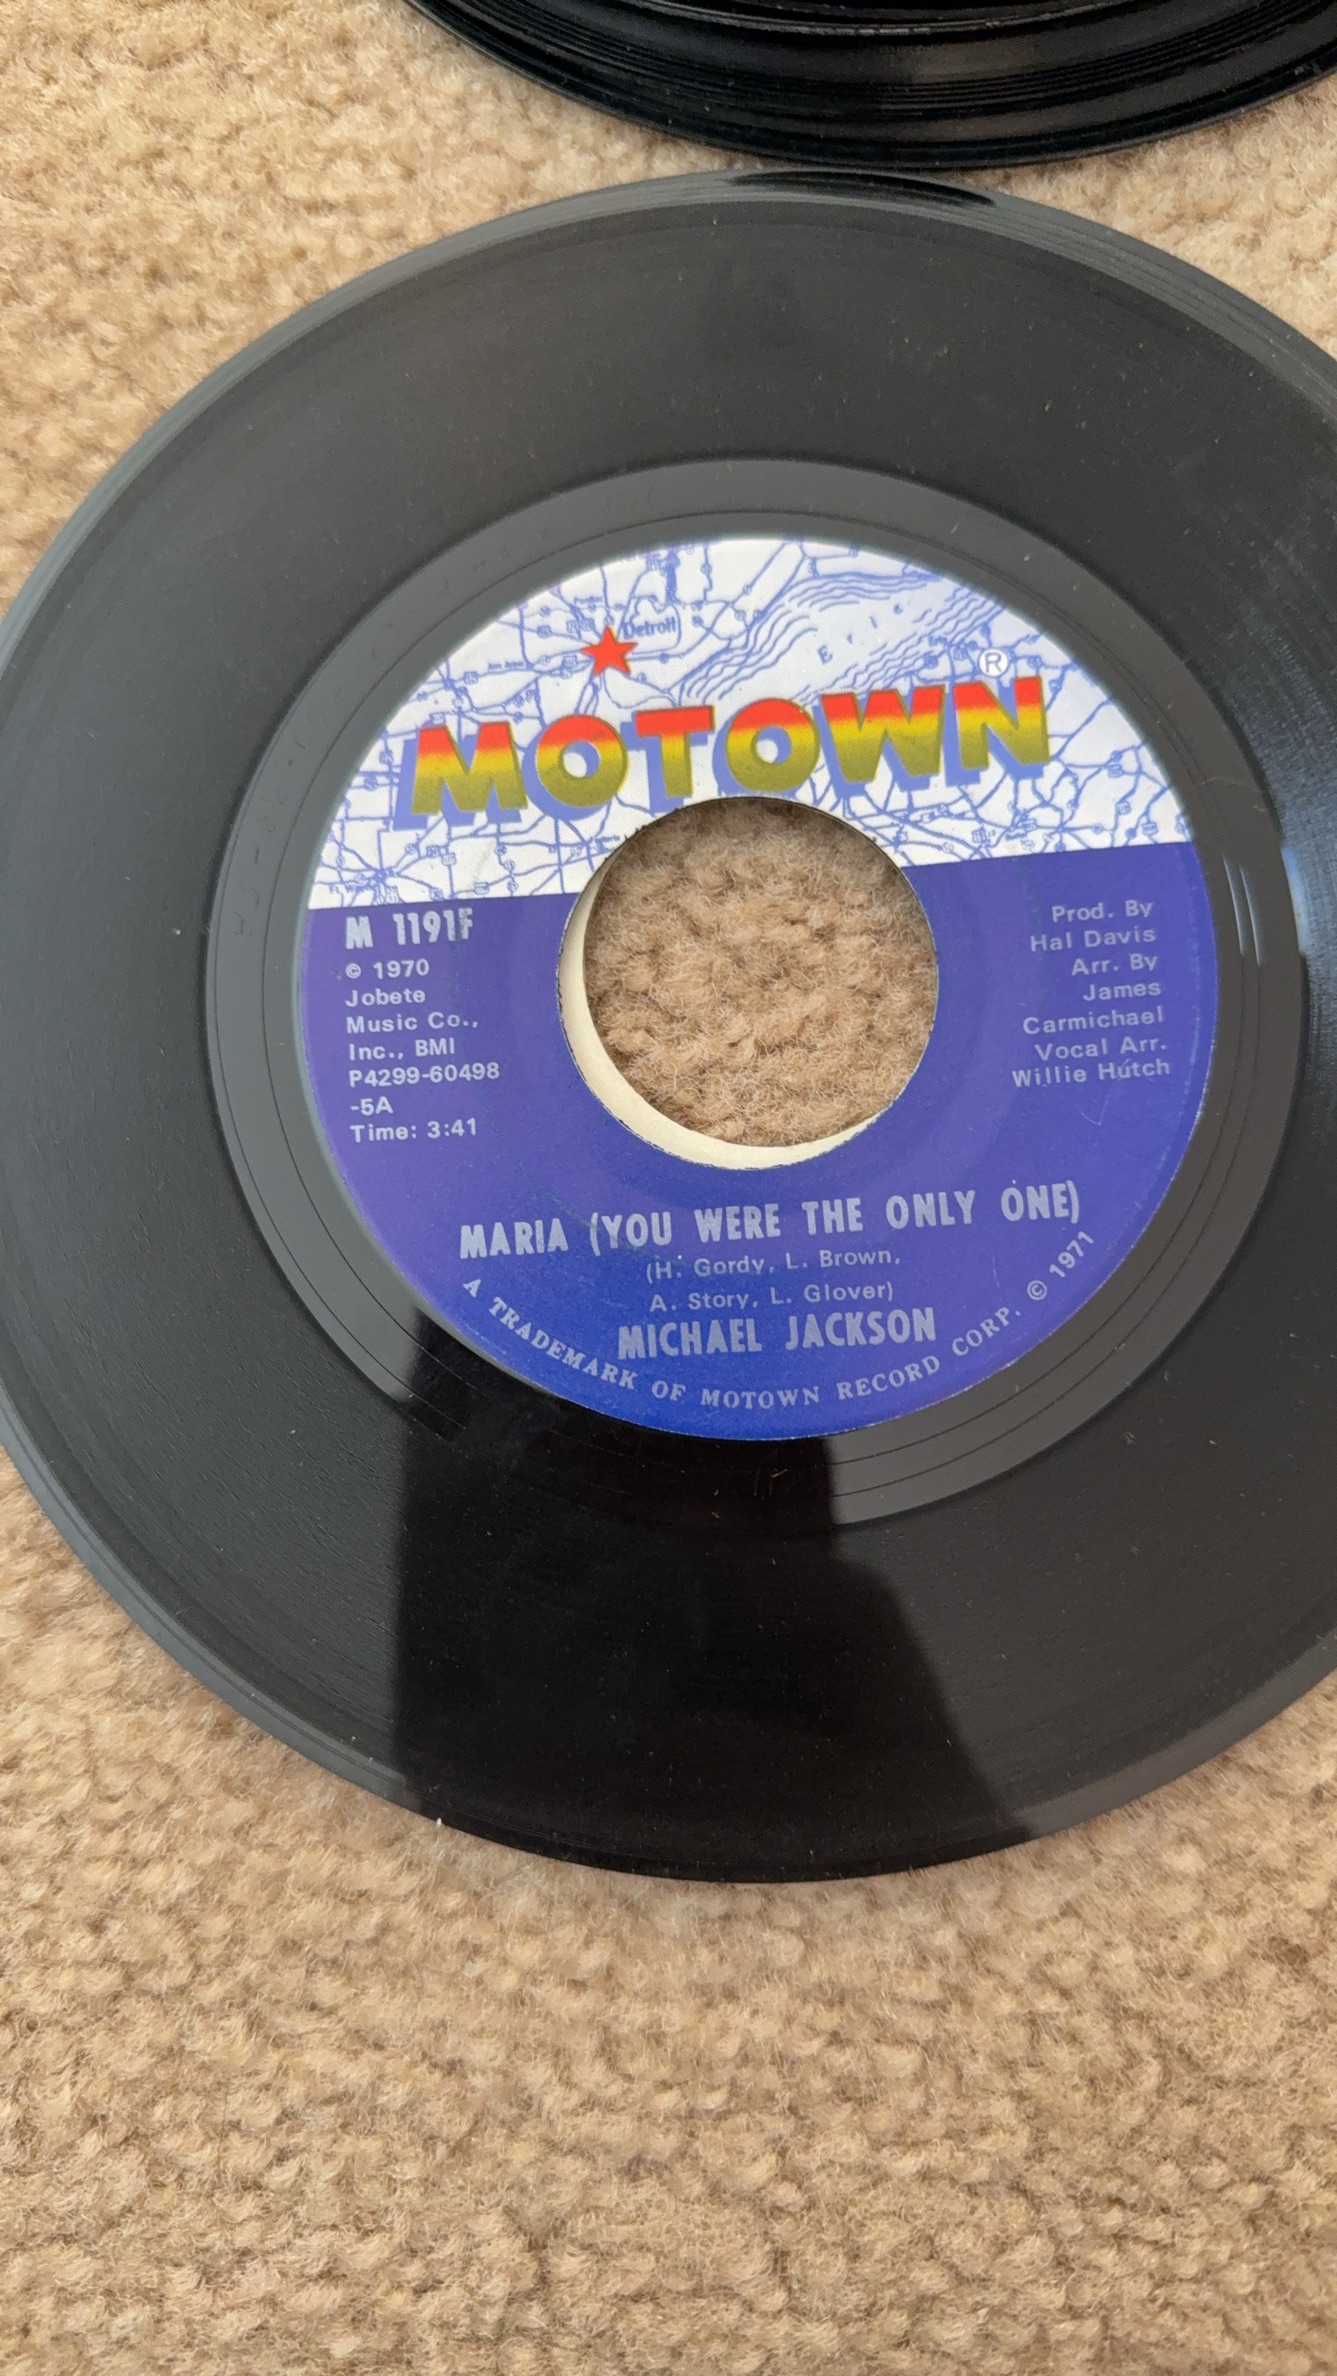 Detroit
Erie
®
MOTOWN
M 1191F
© 1970
Jobete
Music Co.,
Inc., BMI
P4299-60498
-5A
Time: 3:41
Prod. By
Hal Davis
Arr. By
James
Carmichael
Vocal Arr.
Willie Hutch
MARIA (YOU WERE THE ONLY ONE)
(H. Gordy, L. Brown,
A. Story, L. Glover)
MICHAEL JACKSON
A TRADEMARK OF MOTOWN RECORD CORP. © 1971